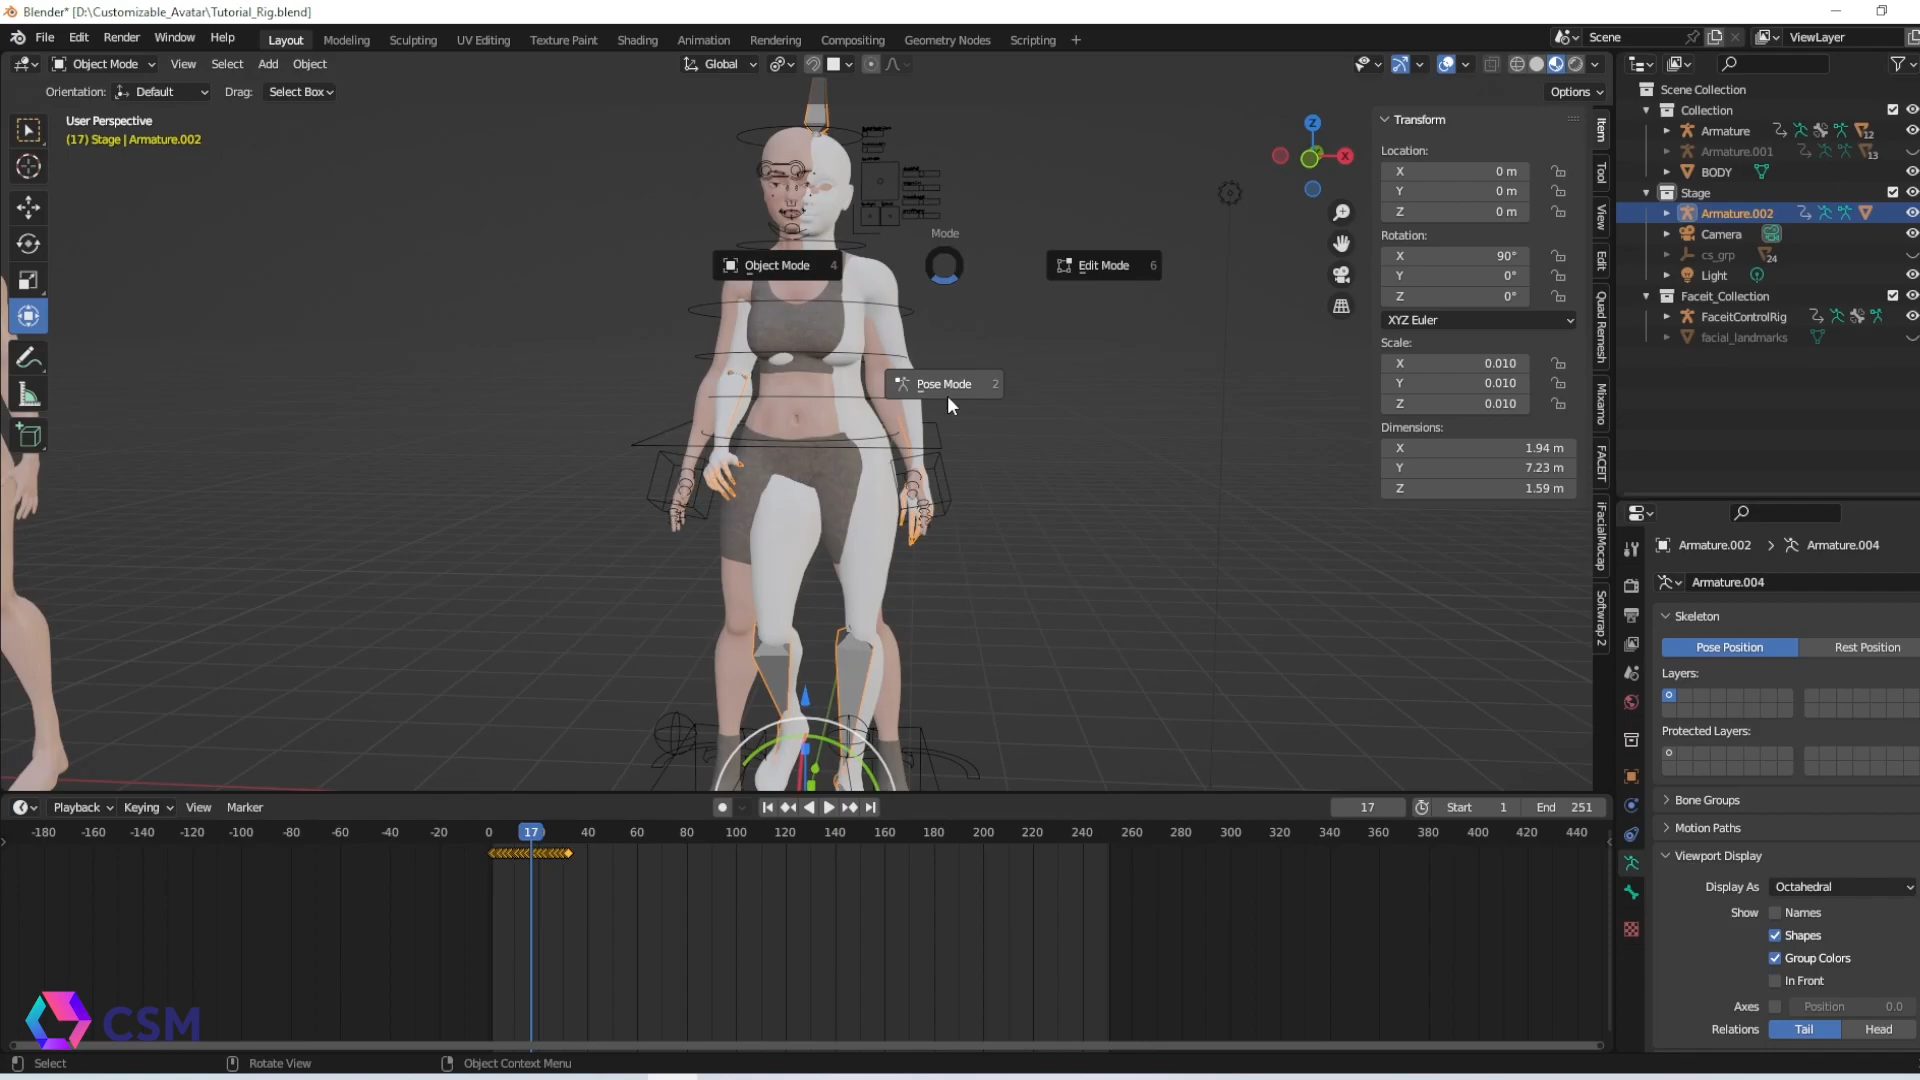 Blender* [D:\Customizable_Avatar\Tutorial_Rig.blend]
File Edit Render Window Help Layout Modeling Sculpting UV Editing Texture Paint Shading Animation Rendering Compositing Geometry Nodes Scripting + Scene ViewLayer
Object Mode View Select Add Object Global
Orientation: Default Drag: Select Box Options
User Perspective
(17) Stage | Armature.002
Z
X
Mode
Object Mode 4
Edit Mode 6
Pose Mode 2
Transform
Location:
X 0 m
Y 0 m
Z 0 m
Rotation:
X 90°
Y 0°
Z 0°
XYZ Euler
Scale:
X 0.010
Y 0.010
Z 0.010
Dimensions:
X 1.94 m
Y 7.23 m
Z 1.59 m
Item
Tool
View
Edit
Quad Remesh
Mixamo
FACEIT
iFacialMocap
Softwrap 2
Scene Collection
Collection
Armature 12
Armature.001 13
BODY
Stage
Armature.002
Camera
cs_grp 24
Light
Faceit_Collection
FaceitControlRig
facial_landmarks
Armature.002 > Armature.004
Armature.004
Skeleton
Pose Position Rest Position
Layers:
Protected Layers:
Bone Groups
Motion Paths
Viewport Display
Display As Octahedral
Show Names
Shapes
Group Colors
In Front
Axes Position 0.0
Relations Tail Head
Playback Keying View Marker 17 Start 1 End 251
-180 -160 -140 -120 -100 -80 -60 -40 -20 0 17 40 60 80 100 120 140 160 180 200 220 240 260 280 300 320 340 360 380 400 420 440
CSM
Select Rotate View Object Context Menu